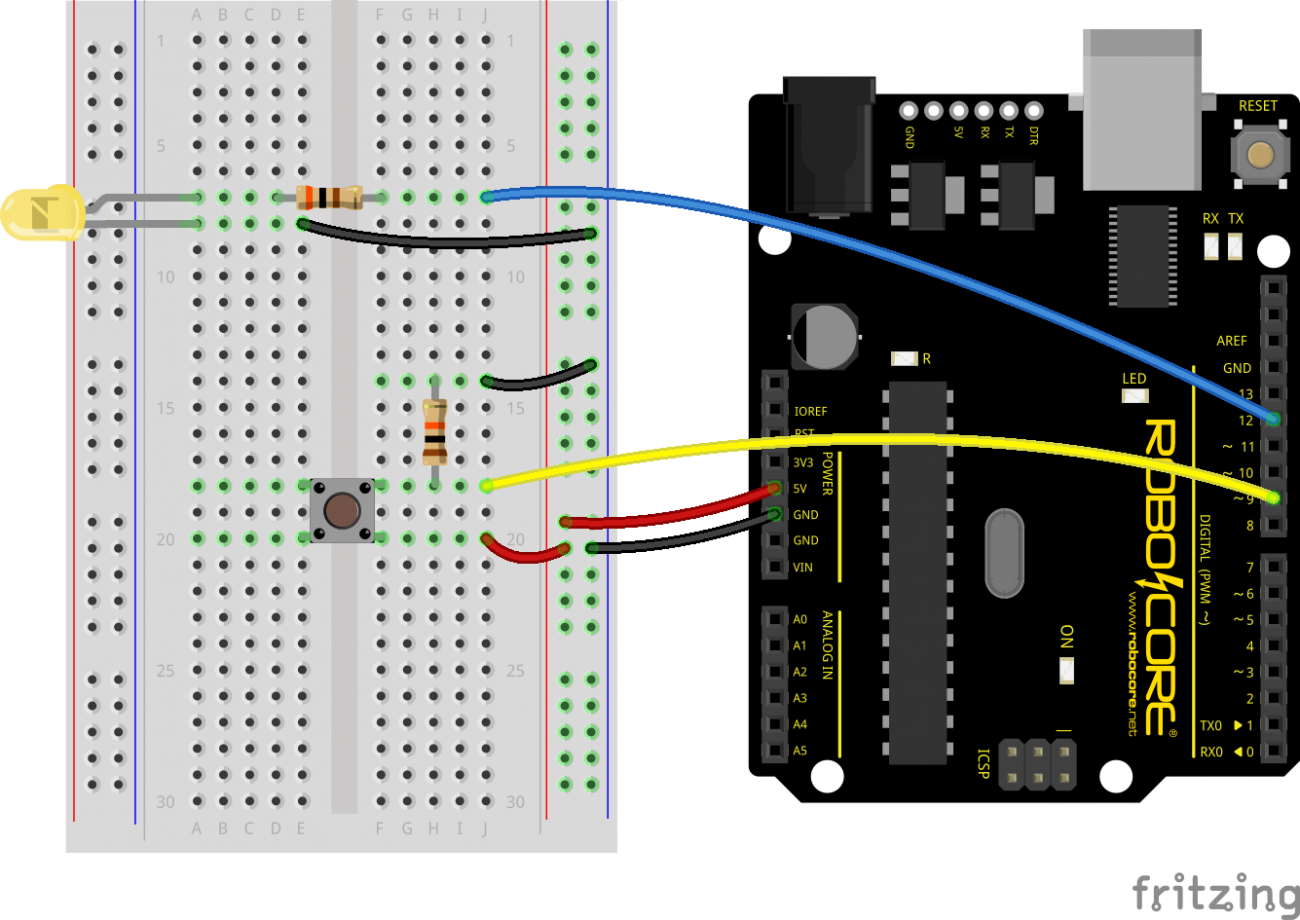 A B C D E F G H I J
1 1
5 5
10 10
15 15
20 20
25 25
30 30
A B C D E F G H I J
GND 5V RX TX DTR
RESET
RX TX
R
LED
ON
ICSP
1
IOREF
RST
3V3
5V
GND
GND
VIN
POWER
A0
A1
A2
A3
A4
A5
ANALOG IN
AREF
GND
13
12
~ 11
~ 10
~ 9
8
7
~ 6
~ 5
4
~ 3
2
TX0 ▶ 1
RX0 ◀ 0
DIGITAL (PWM ~)
ROBOCORE®
www.robocore.net
fritzing